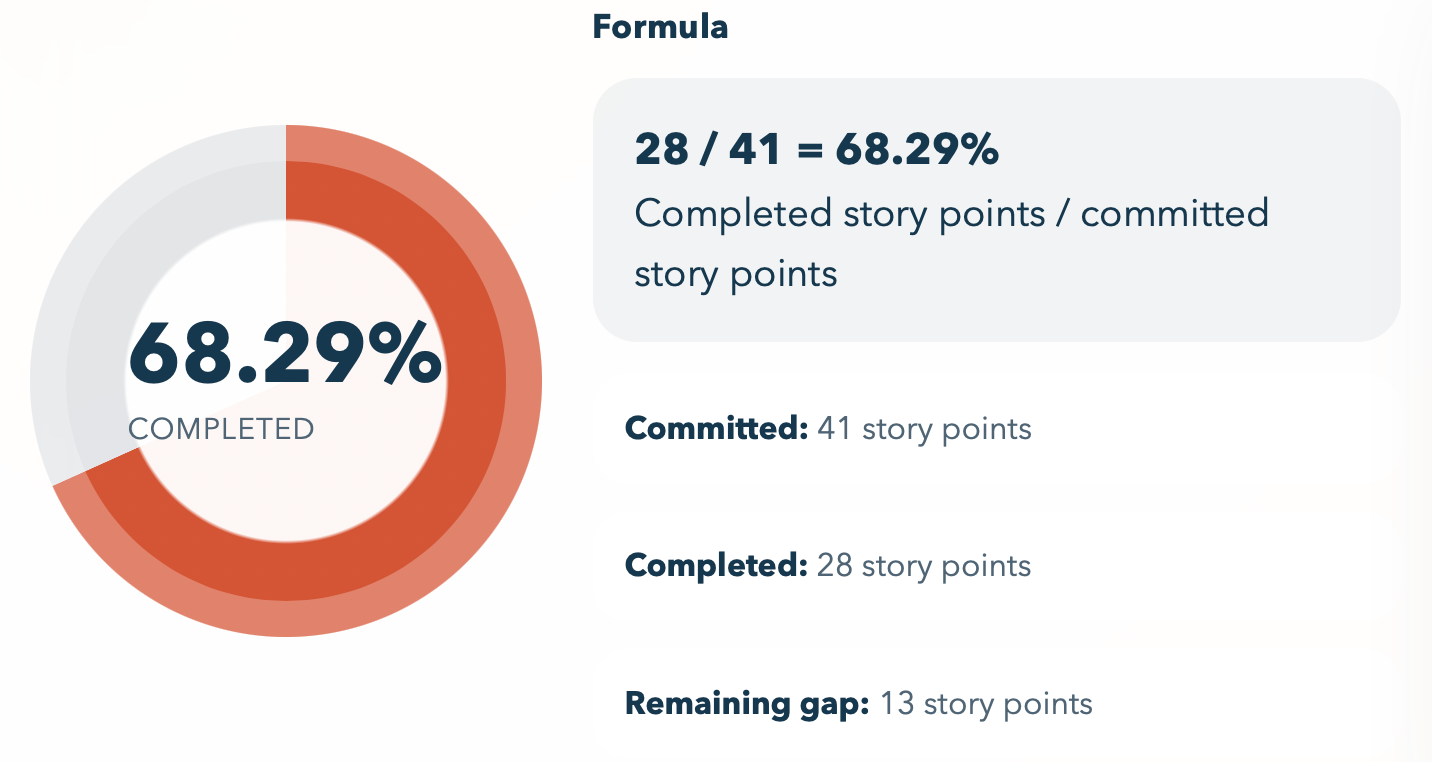 Formula
28 / 41 = 68.29%
Completed story points / committed
story points
68.29%
COMPLETED
Committed: 41 story points
Completed: 28 story points
Remaining gap: 13 story points